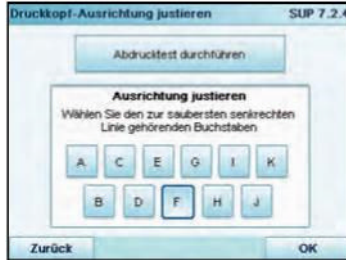 Druckkopf-Ausrichtung justieren SUP 7.2.4
Abdrucktest durchführen
Ausrichtung justieren
Wählen Sie den zur saubersten senkrechten
Linie gehörenden Buchstaben
A C E G I K
B D F H J
Zurück OK